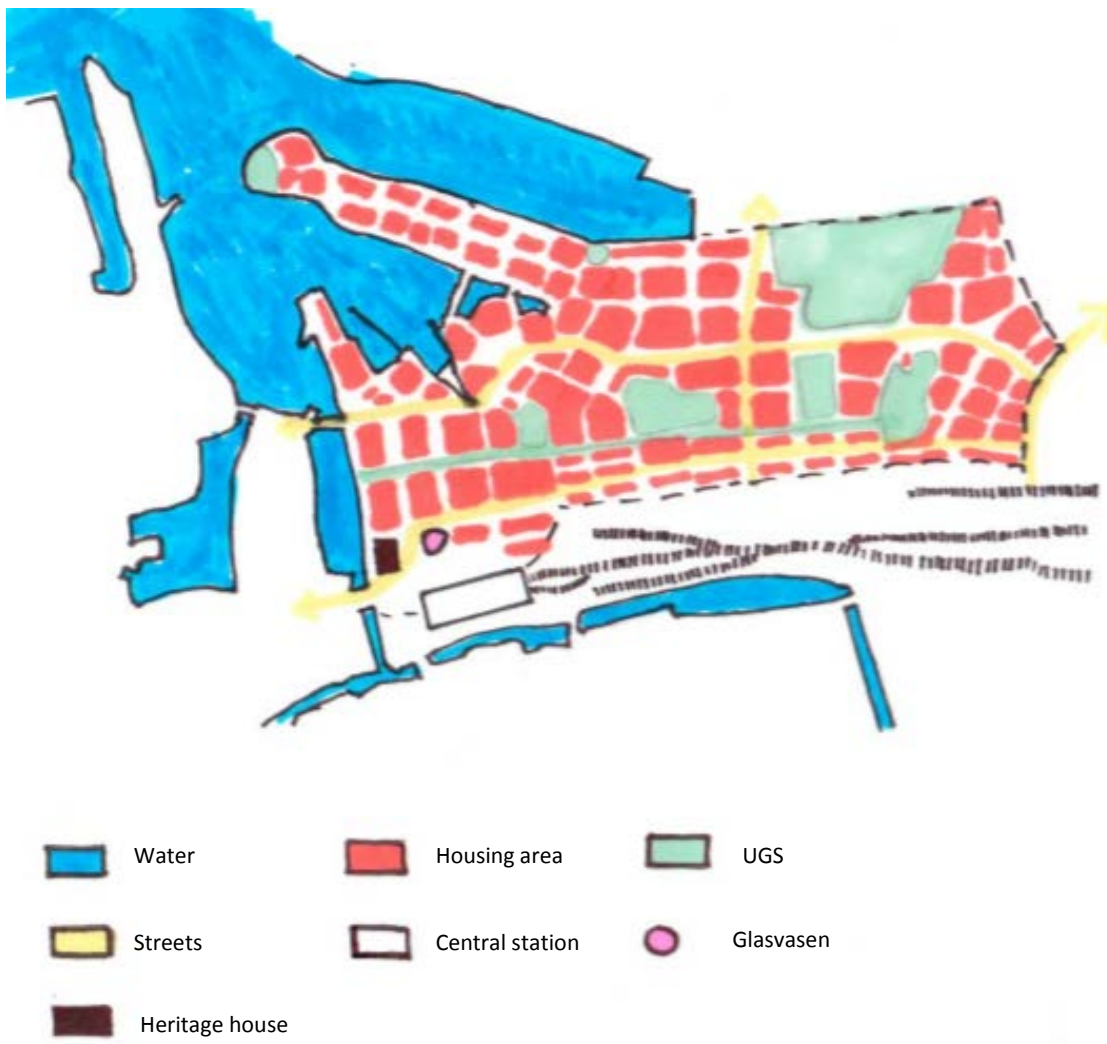 Water
Housing area
UGS
Streets
Central station
Glasvasen
Heritage house